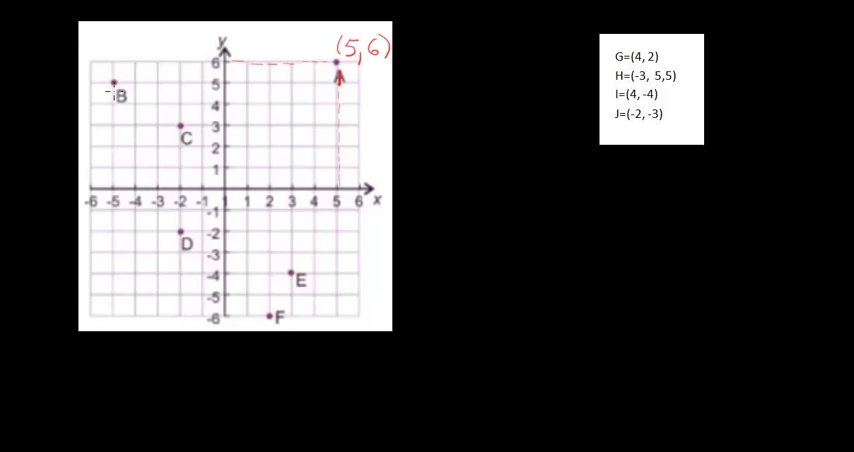 y
(5,6)
6
A
5
B
4
3
C
2
1
-6 -5 -4 -3 -2 -1 1 1 2 3 4 5 6 x
-1
-2
D
-3
-4
E
-5
-6
F
G=(4, 2)
H=(-3, 5,5)
I=(4, -4)
J=(-2, -3)